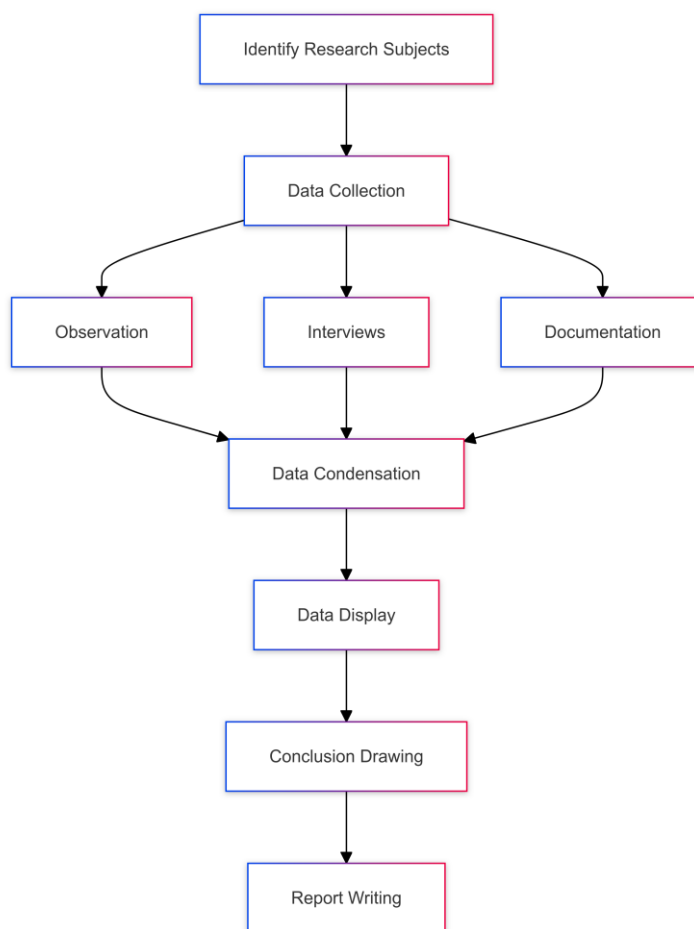 Identify Research Subjects
Data Collection
Observation
Interviews
Documentation
Data Condensation
Data Display
Conclusion Drawing
Report Writing